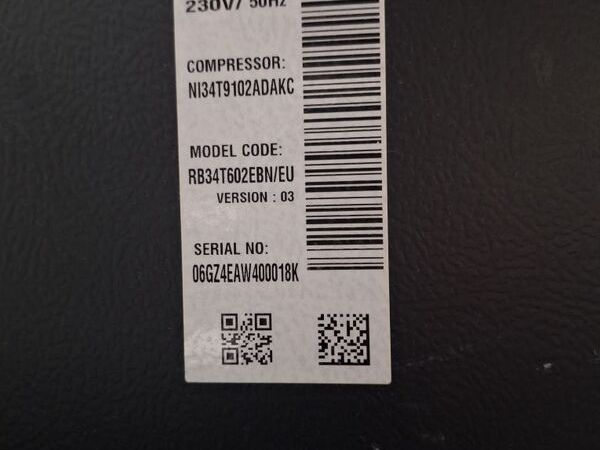 230V/ 50Hz
COMPRESSOR:
NI34T9102ADAKC
MODEL CODE:
RB34T602EBN/EU
VERSION : 03
SERIAL NO:
06GZ4EAW400018K